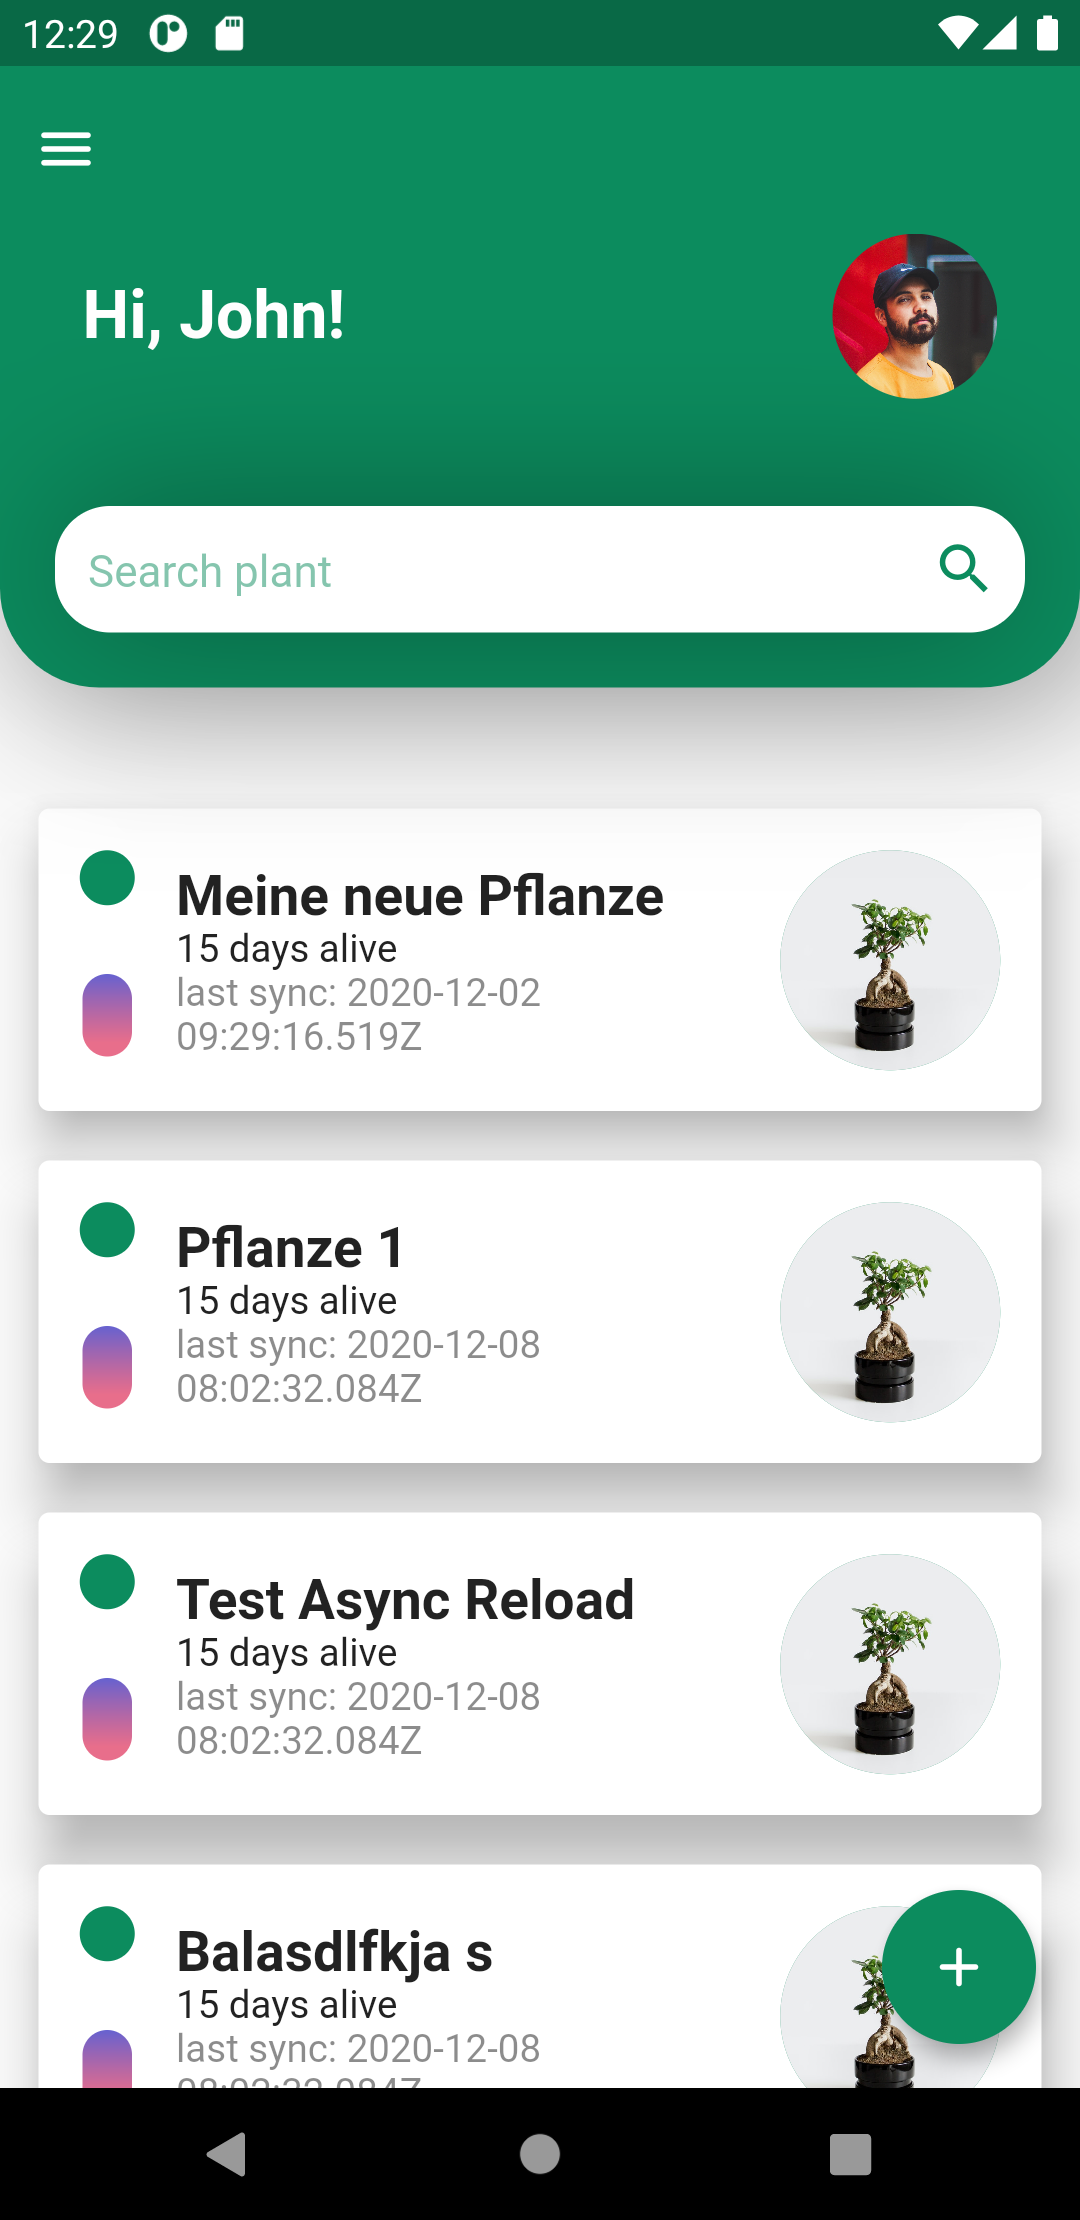 12:29
Hi, John!
Search plant
Meine neue Pflanze
15 days alive
last sync: 2020-12-02
09:29:16.519Z
Pflanze 1
15 days alive
last sync: 2020-12-08
08:02:32.084Z
Test Async Reload
15 days alive
last sync: 2020-12-08
08:02:32.084Z
Balasdlfkja s
15 days alive
last sync: 2020-12-08